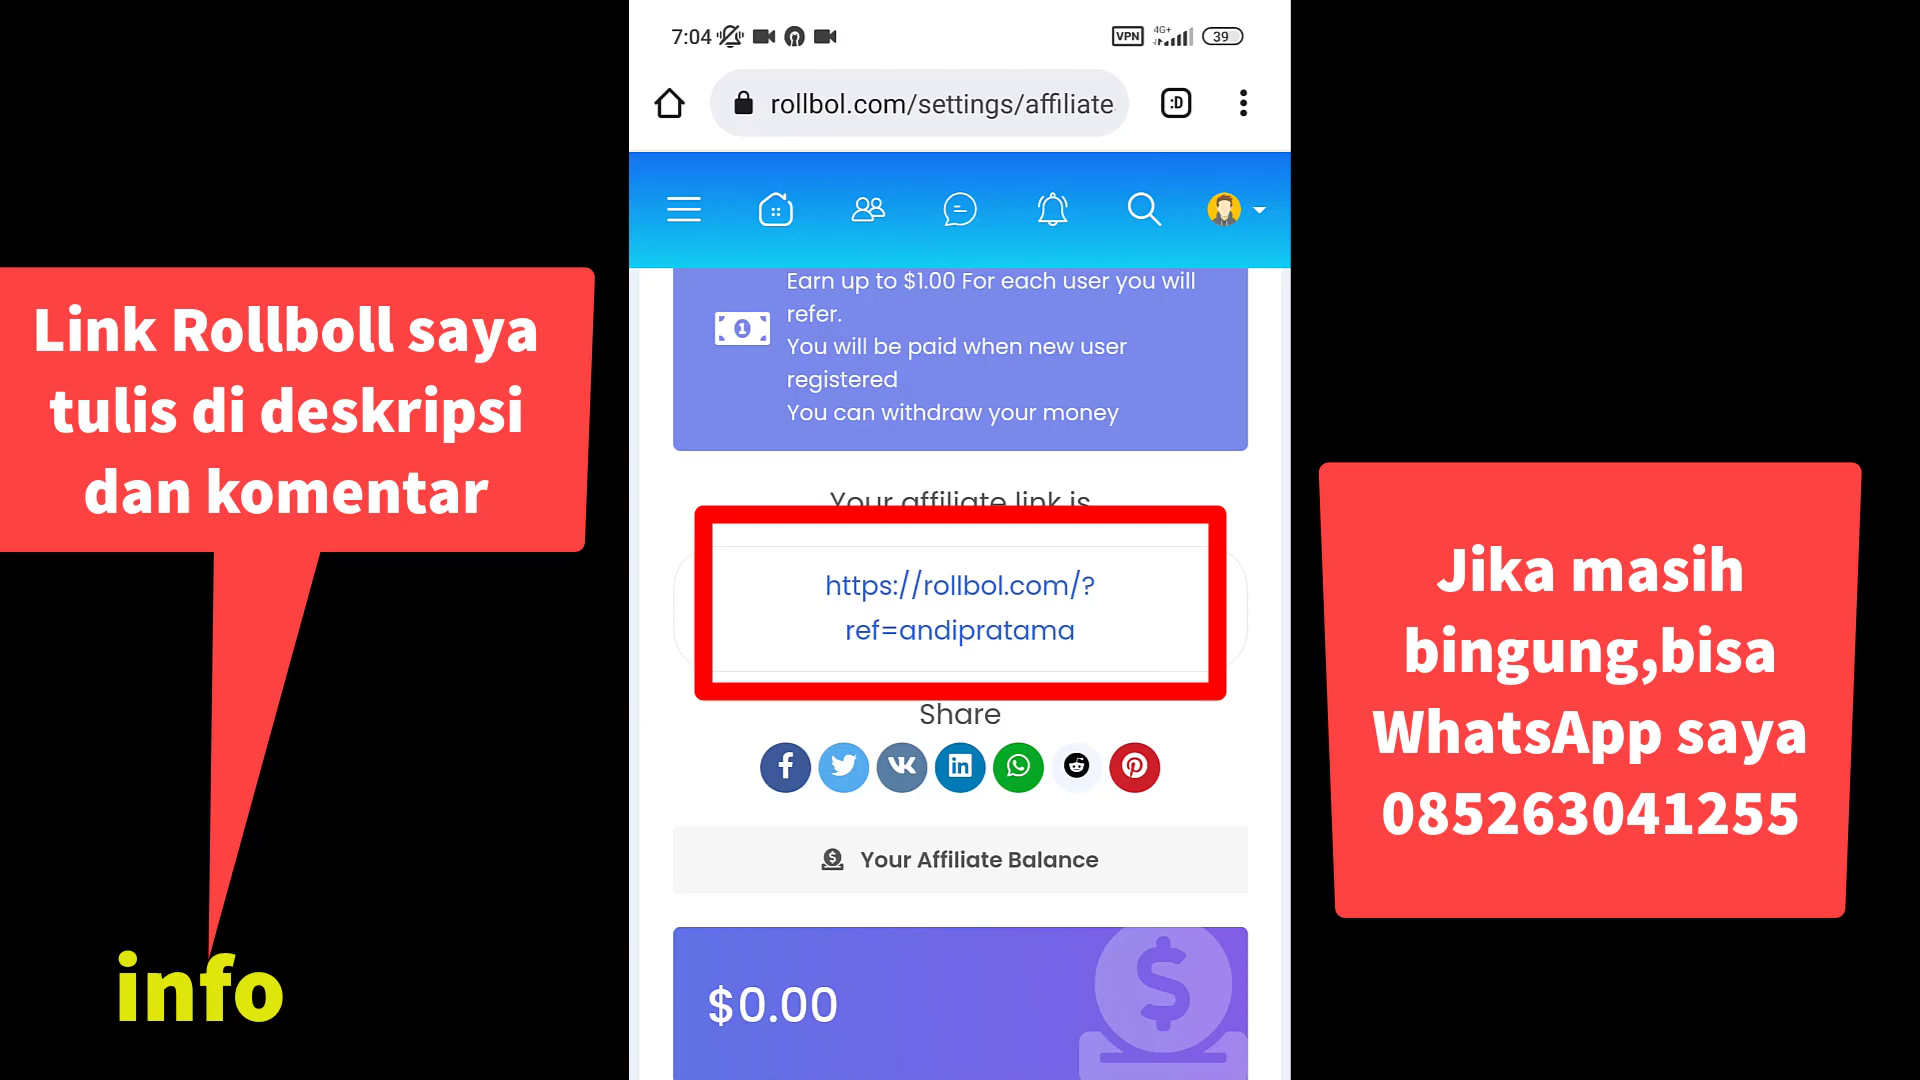 7:04
VPN
4G+
39
rollbol.com/settings/affiliate
:D
Earn up to $1.00 For each user you will
refer.
You will be paid when new user
registered
You can withdraw your money
Your affiliate link is
https://rollbol.com/?
ref=andipratama
Share
Your Affiliate Balance
$0.00
Link Rollboll saya
tulis di deskripsi
dan komentar
info
Jika masih
bingung,bisa
WhatsApp saya
085263041255